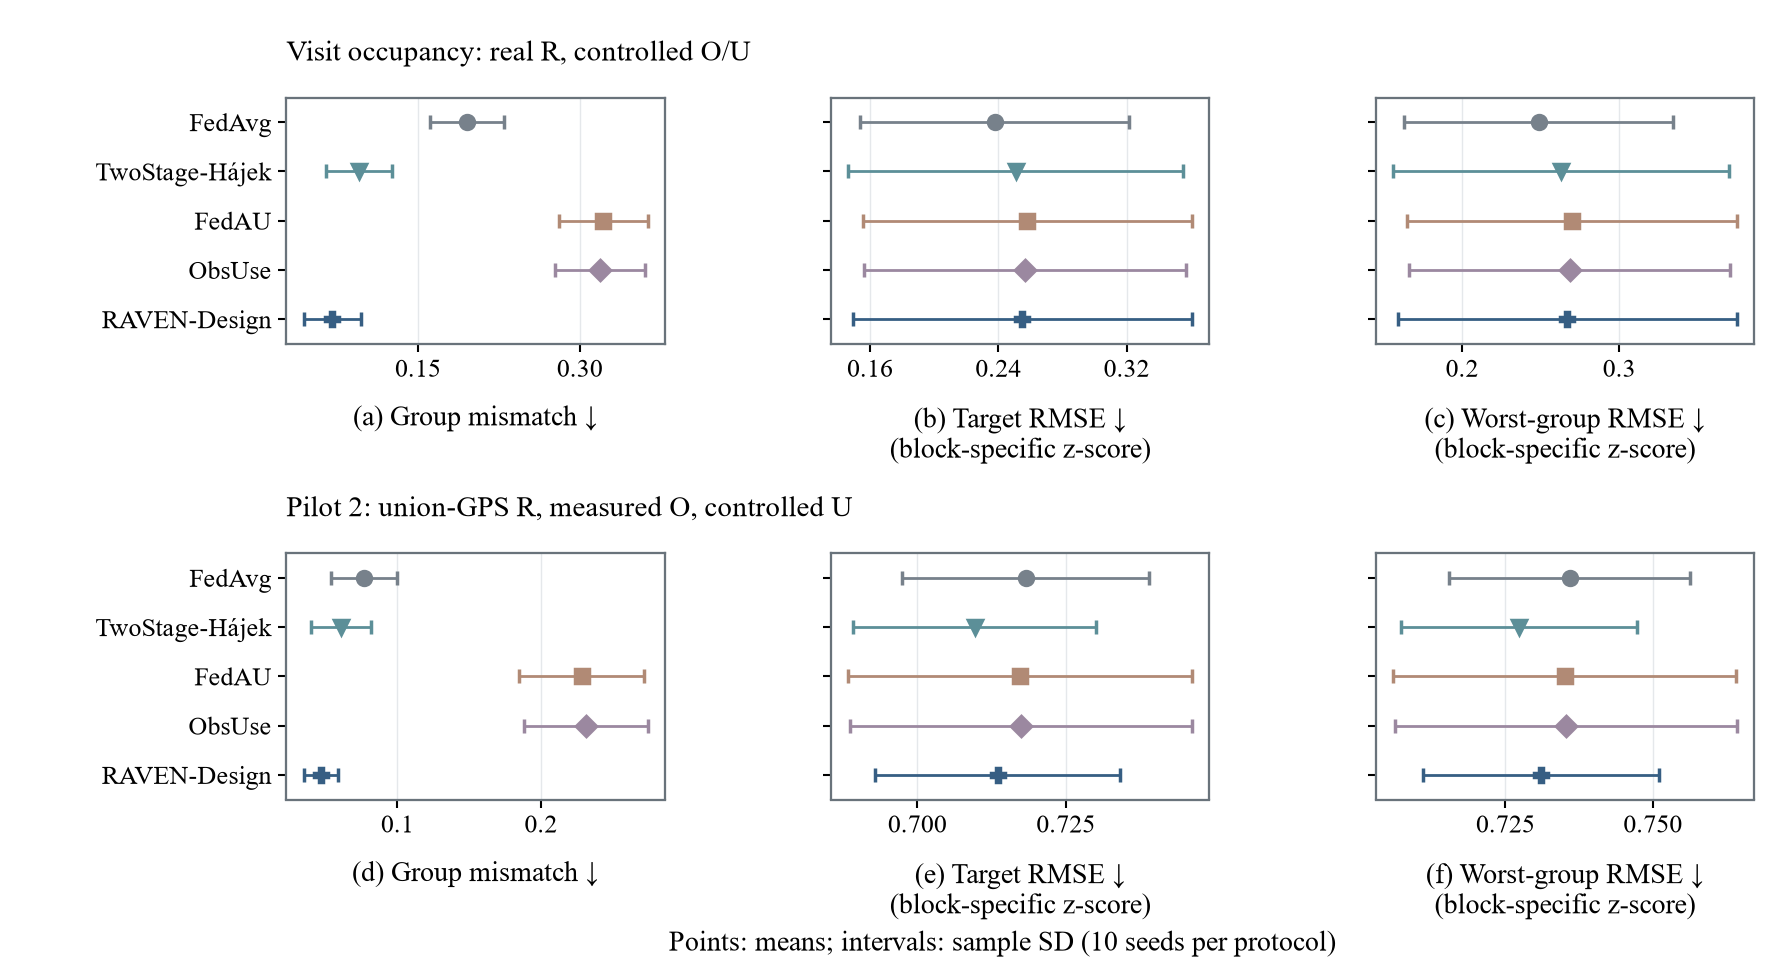 Visit occupancy: real R, controlled O/U
FedAvg
TwoStage-Hájek
FedAU
ObsUse
RAVEN-Design
0.15 0.30
(a) Group mismatch ↓
0.16 0.24 0.32
(b) Target RMSE ↓
(block-specific z-score)
0.2 0.3
(c) Worst-group RMSE ↓
(block-specific z-score)
Pilot 2: union-GPS R, measured O, controlled U
FedAvg
TwoStage-Hájek
FedAU
ObsUse
RAVEN-Design
0.1 0.2
(d) Group mismatch ↓
0.700 0.725
(e) Target RMSE ↓
(block-specific z-score)
0.725 0.750
(f) Worst-group RMSE ↓
(block-specific z-score)
Points: means; intervals: sample SD (10 seeds per protocol)